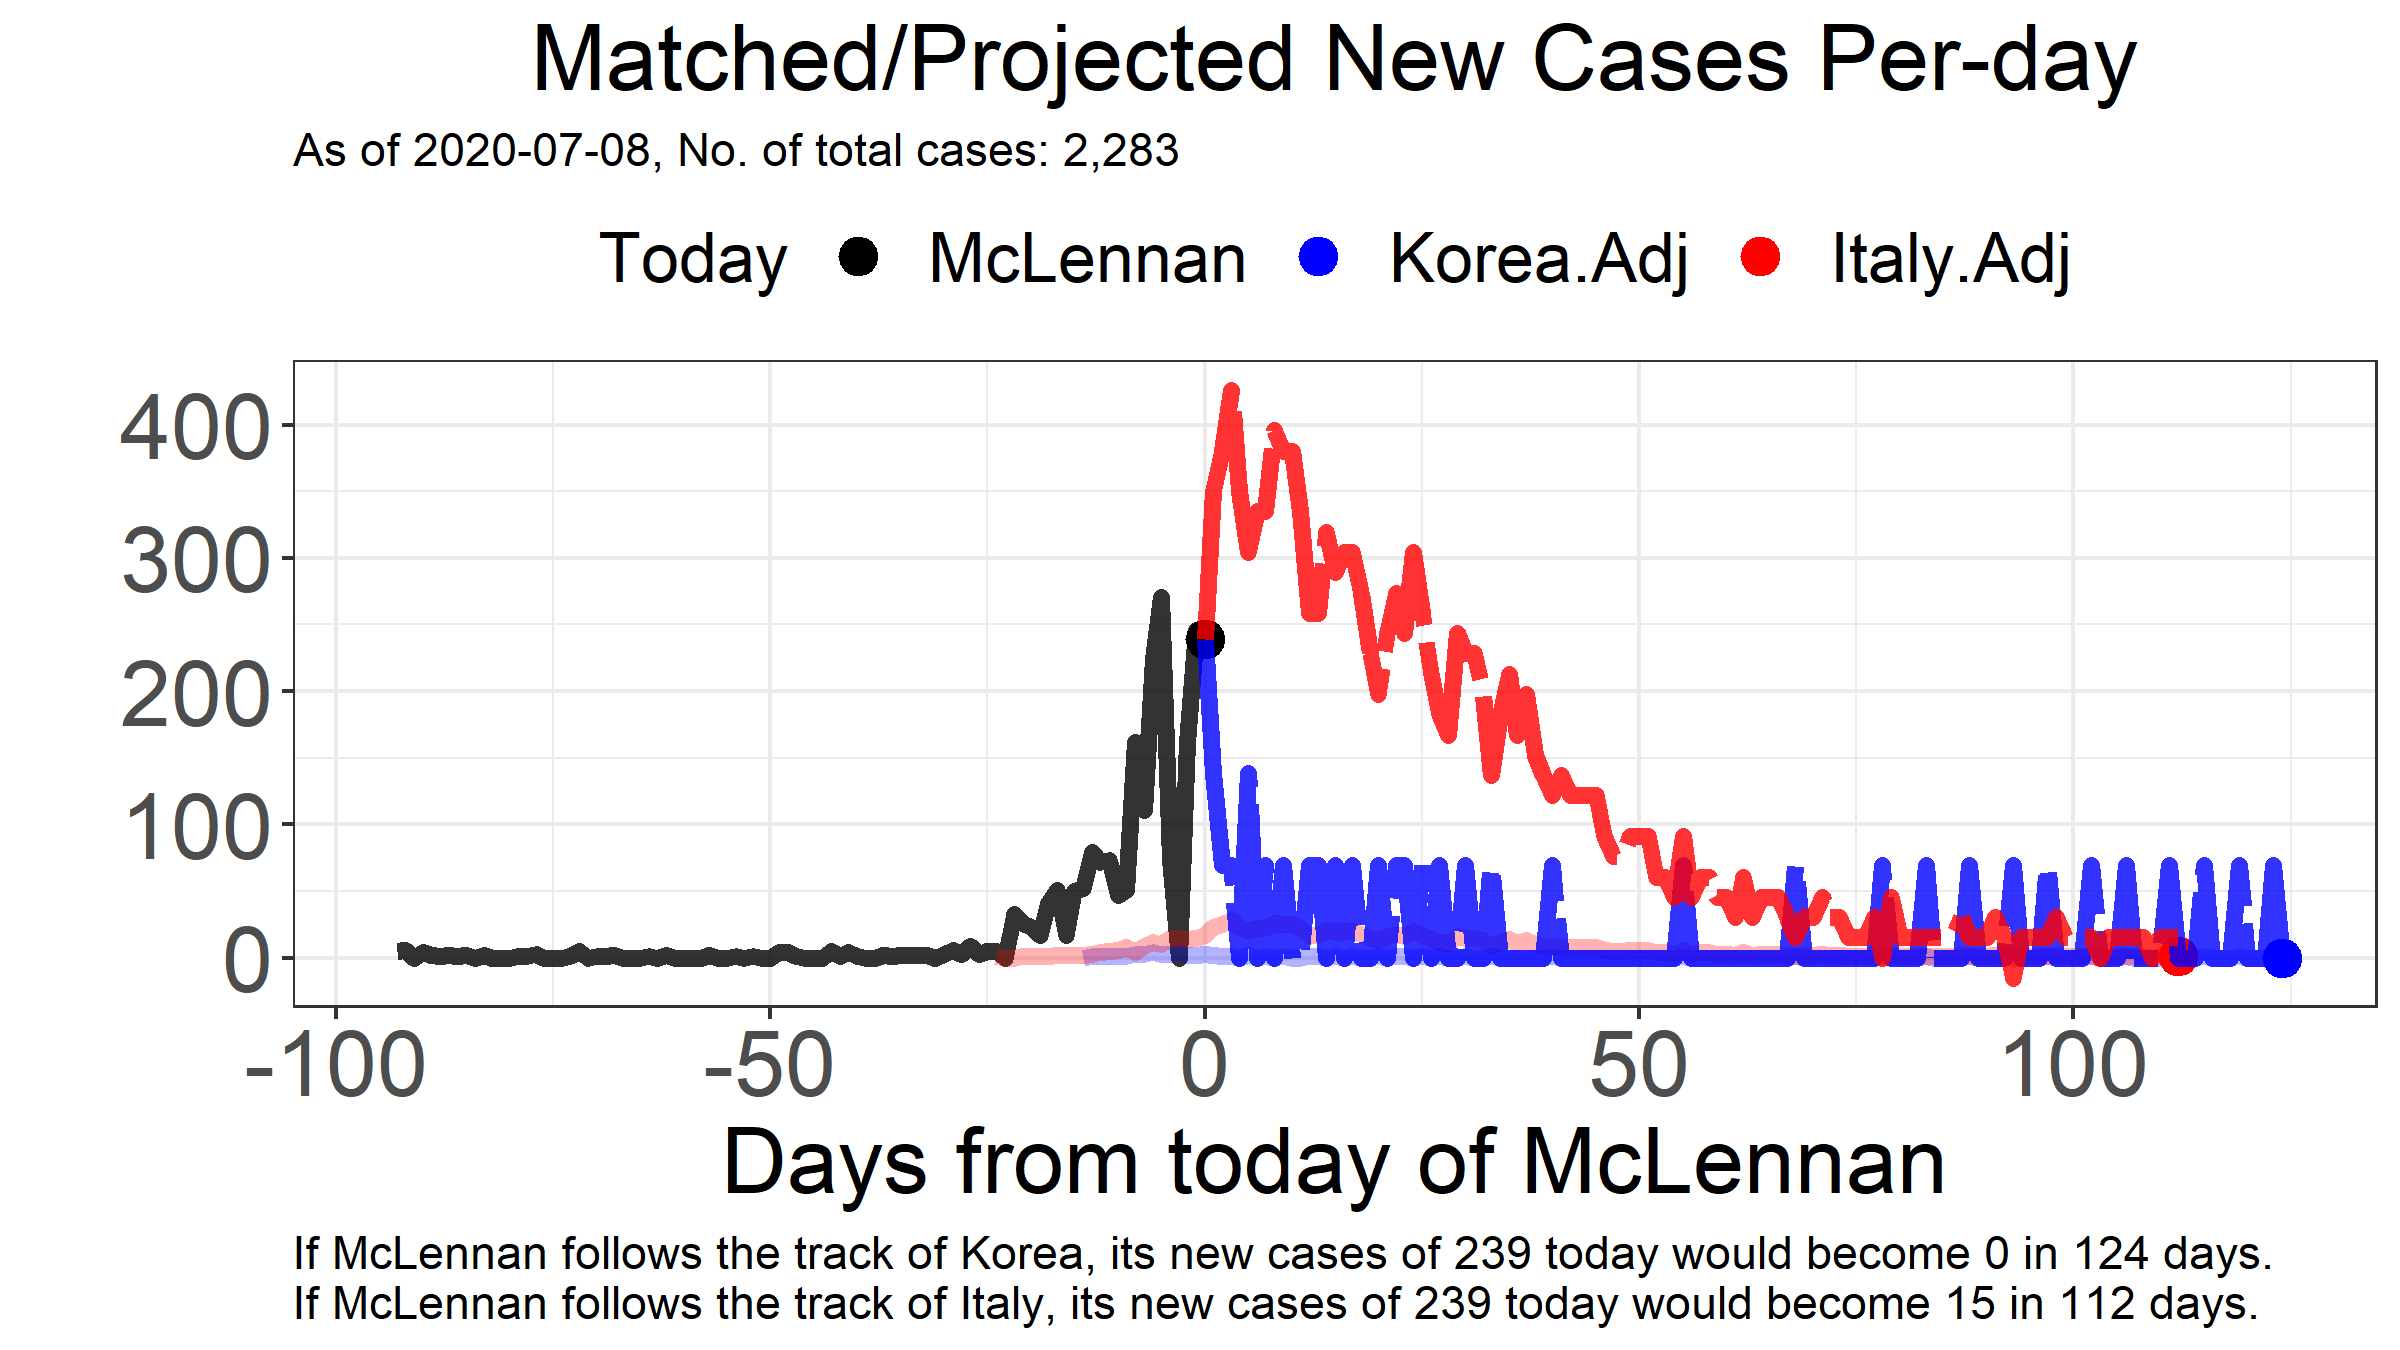 Matched/Projected New Cases Per-day
As of 2020-07-08, No. of total cases: 2,283
Today McLennan Korea.Adj Italy.Adj
400
300
200
100
0
-100 -50 0 50 100
Days from today of McLennan
If McLennan follows the track of Korea, its new cases of 239 today would become 0 in 124 days.
If McLennan follows the track of Italy, its new cases of 239 today would become 15 in 112 days.